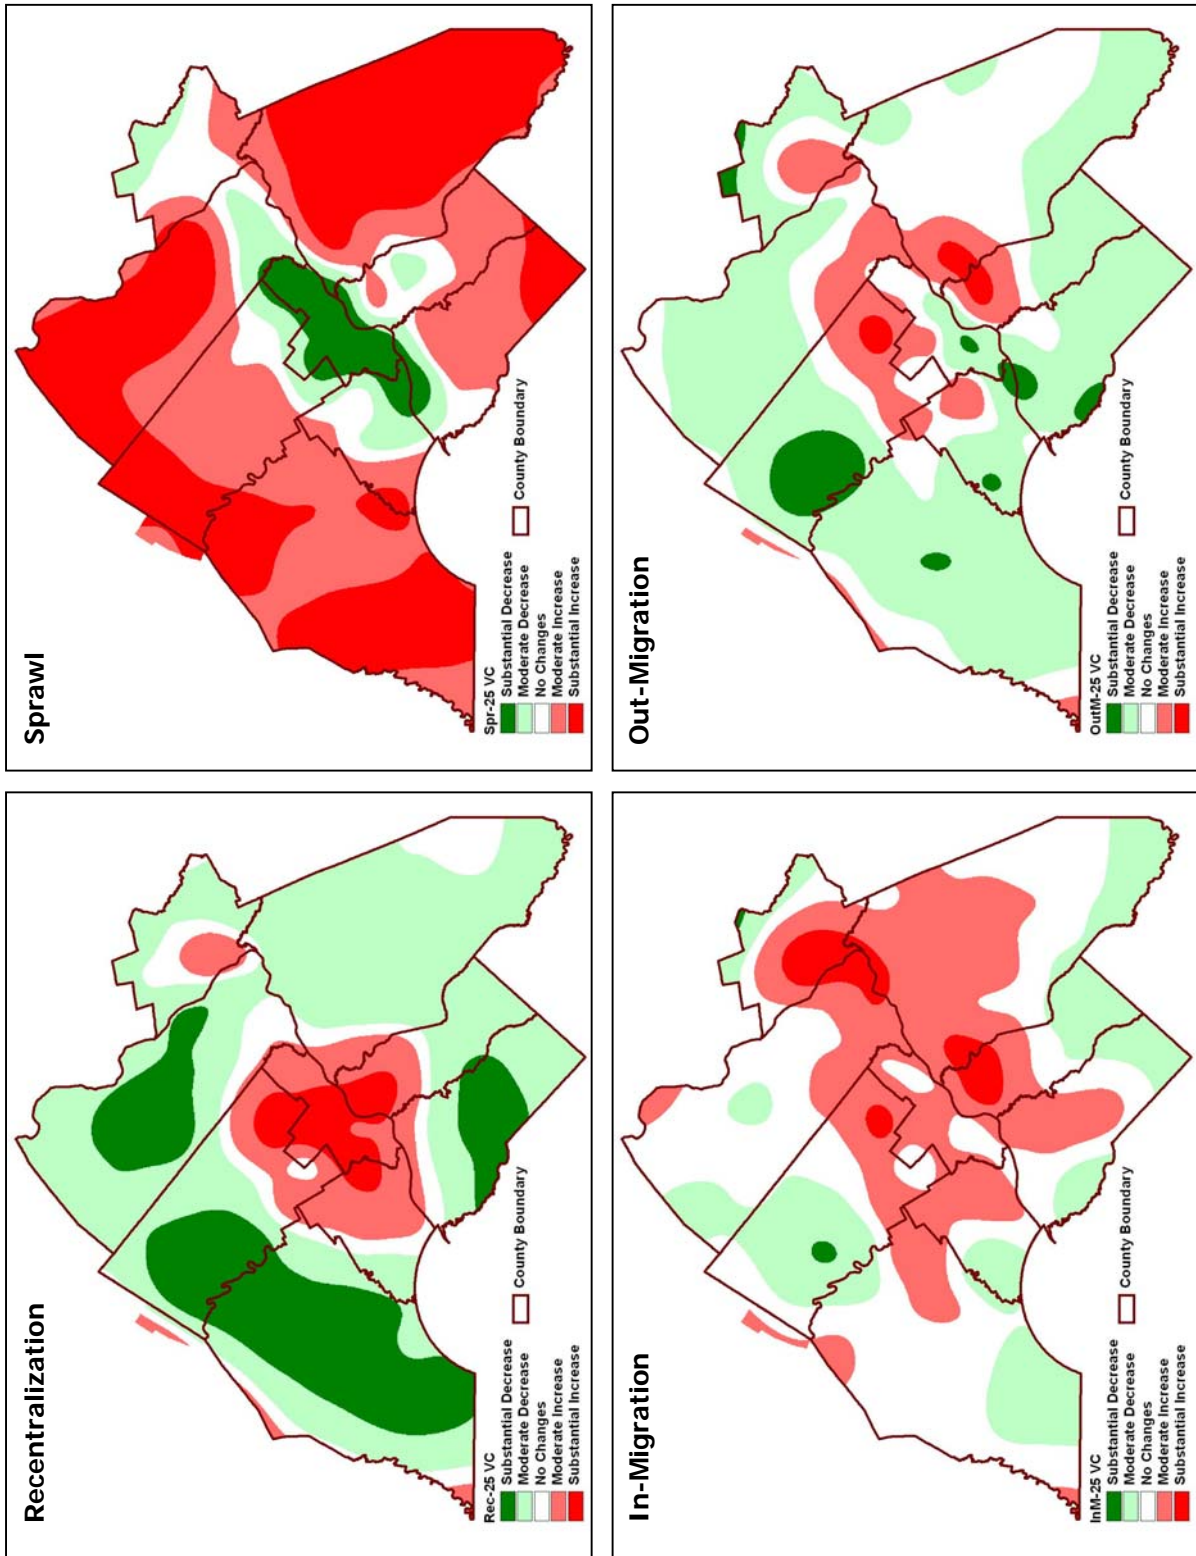 Recentralization
Rec-25 VC
Substantial Decrease
Moderate Decrease
No Changes
Moderate Increase
Substantial Increase
County Boundary
Sprawl
Spr-25 VC
Substantial Decrease
Moderate Decrease
No Changes
Moderate Increase
Substantial Increase
County Boundary
In-Migration
InM-25 VC
Substantial Decrease
Moderate Decrease
No Changes
Moderate Increase
Substantial Increase
County Boundary
Out-Migration
OutM-25 VC
Substantial Decrease
Moderate Decrease
No Changes
Moderate Increase
Substantial Increase
County Boundary